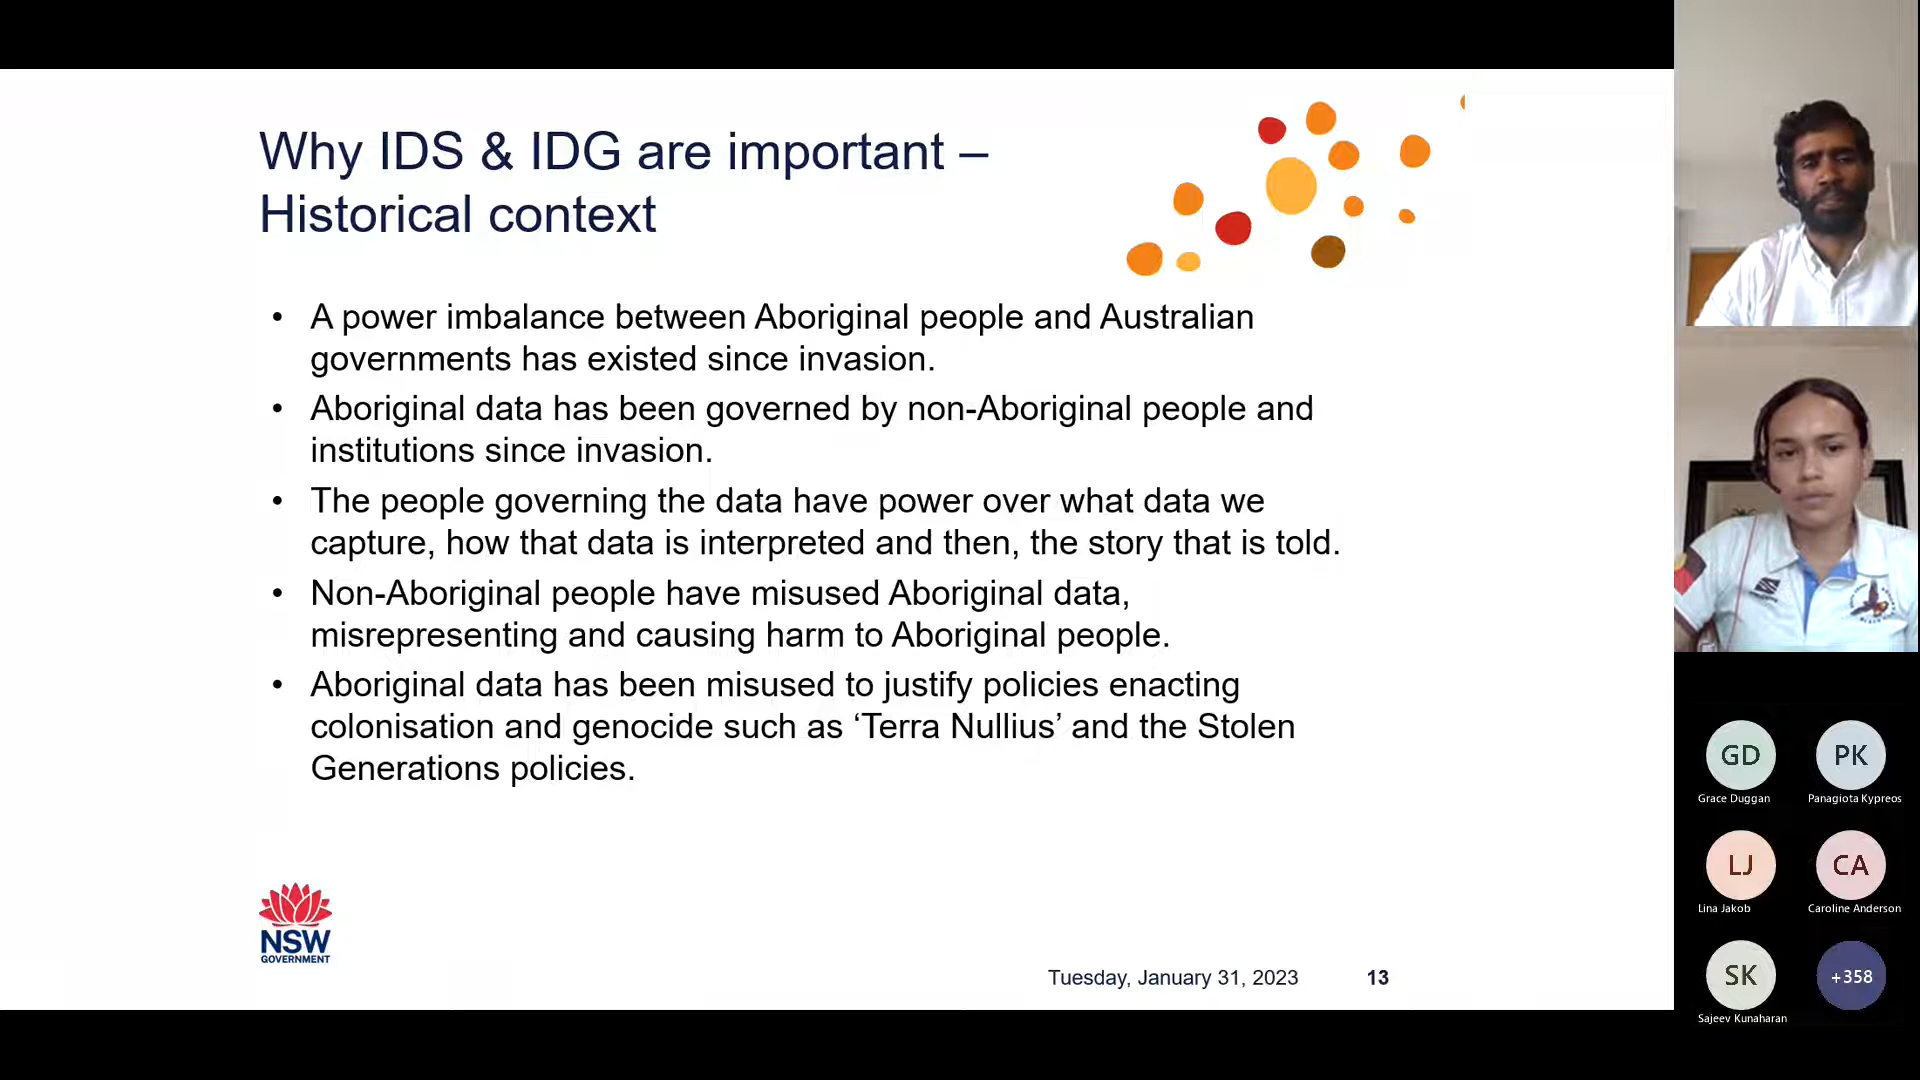 Why IDS & IDG are important –
Historical context
• A power imbalance between Aboriginal people and Australian
governments has existed since invasion.
• Aboriginal data has been governed by non-Aboriginal people and
institutions since invasion.
• The people governing the data have power over what data we
capture, how that data is interpreted and then, the story that is told.
• Non-Aboriginal people have misused Aboriginal data,
misrepresenting and causing harm to Aboriginal people.
• Aboriginal data has been misused to justify policies enacting
colonisation and genocide such as ‘Terra Nullius’ and the Stolen
Generations policies.
NSW
GOVERNMENT
Tuesday, January 31, 2023
13
GD
Grace Duggan
PK
Panagiota Kypreos
LJ
Lina Jakob
CA
Caroline Anderson
SK
Sajeev Kunaharan
+358